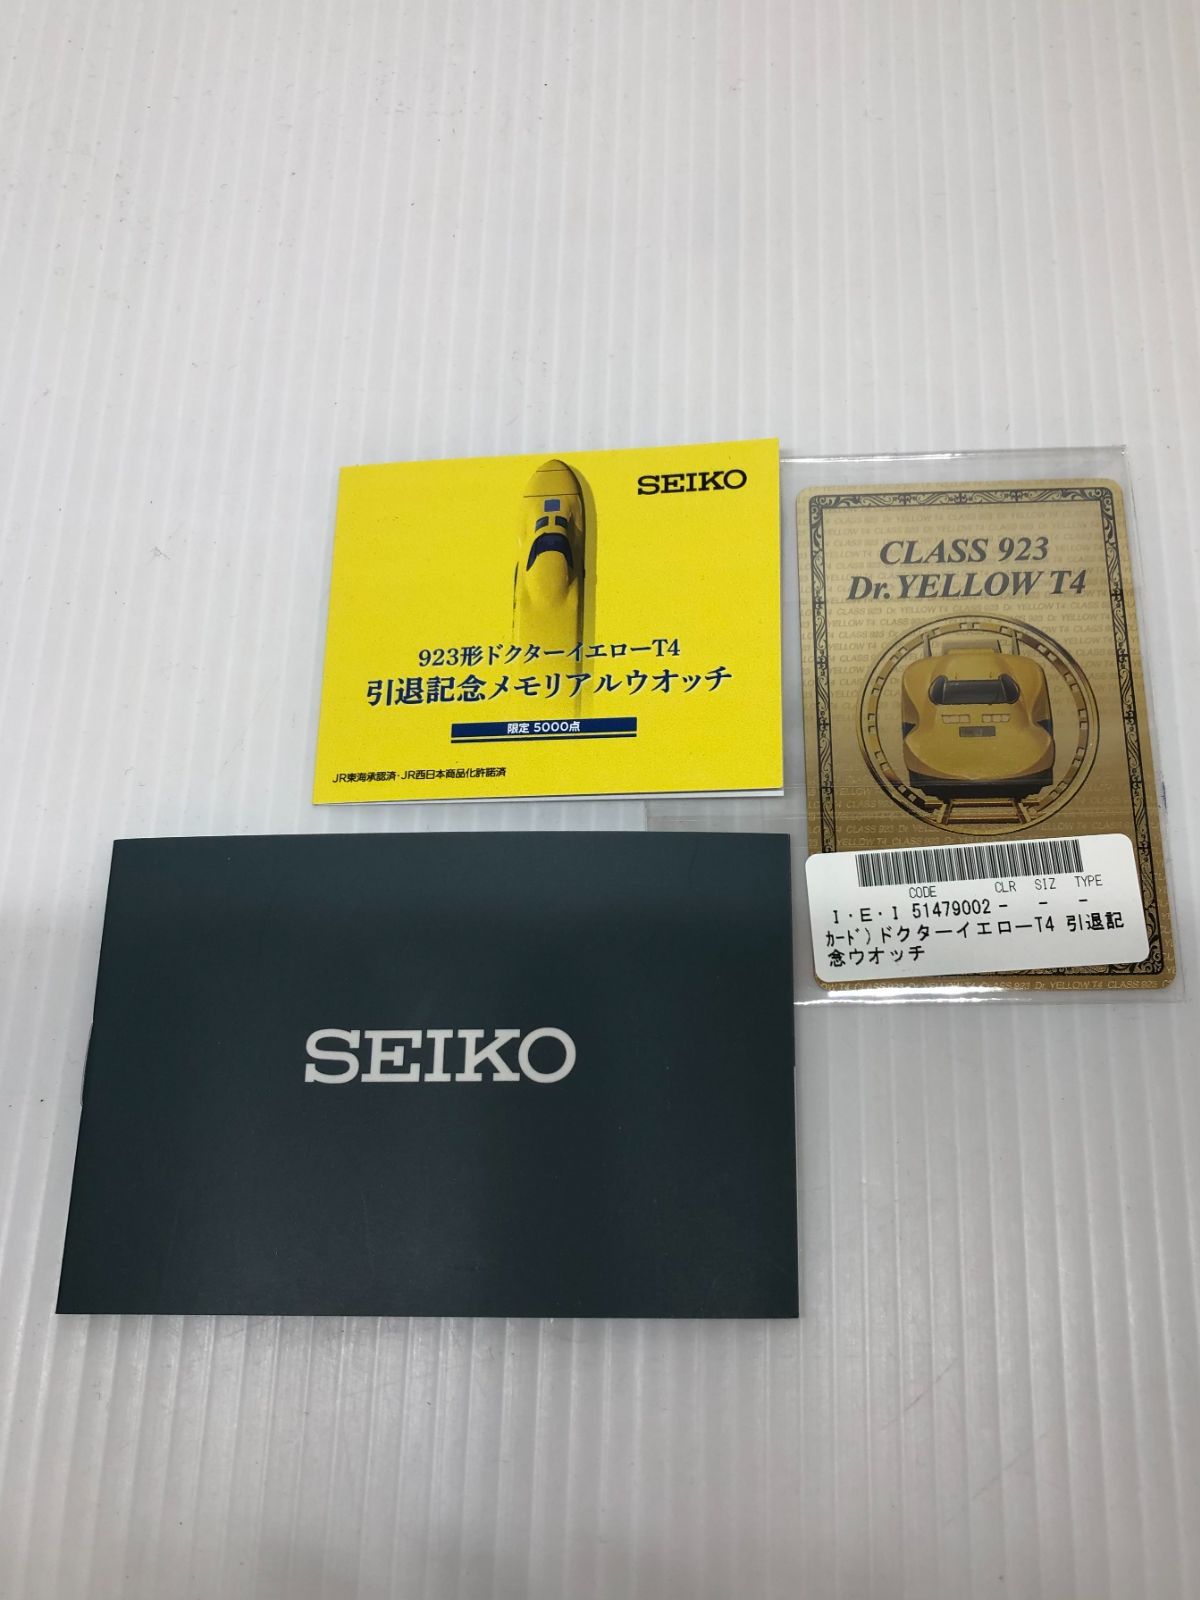 SEIKO
923形ドクターイエローT4
引退記念メモリアルウオッチ
限定 5000点
JR東海承認済・JR西日本商品化許諾済
CLASS 923
Dr.YELLOW T4
CODE CLR SIZ TYPE
I・E・I 51479002 - - -
カード)ドクターイエローT4 引退記
念ウオッチ
SEIKO